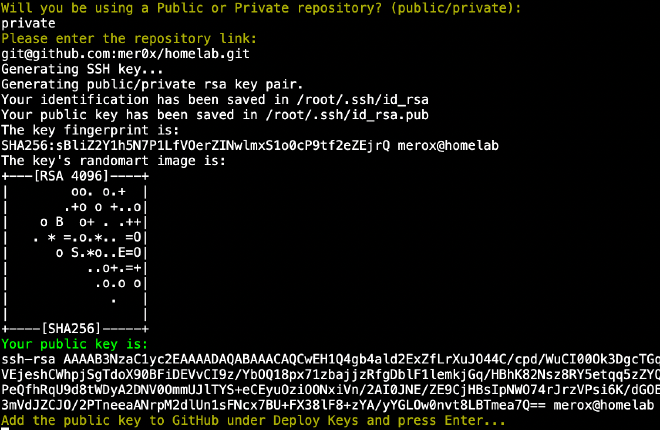 Will you be using a Public or Private repository? (public/private):
private
Please enter the repository link:
git@github.com:mer0x/homelab.git
Generating SSH key...
Generating public/private rsa key pair.
Your identification has been saved in /root/.ssh/id_rsa
Your public key has been saved in /root/.ssh/id_rsa.pub
The key fingerprint is:
SHA256:sBliZ2Y1h5N7P1LfVOerZINwlmxS1o0cP9tf2eZEjrQ merox@homelab
The key's randomart image is:
+---[RSA 4096]----+
|        oo. o.+  |
|       .+o o +..o|
|    o B  o+ . .++|
|   . * =.o.*.. =O|
|      o S.*o..E=O|
|          ..o+.=+|
|           .o.o o|
|             .   |
|                 |
+----[SHA256]-----+
Your public key is:
ssh-rsa AAAAB3NzaC1yc2EAAAADAQABAAACAQCwEH1Q4gb4ald2ExZfLrXuJO44C/cpd/WuCI00Ok3DgcTGq
VEjeshCWhpjSgTdoX90BFiDEVvCI9z/YbOQ18px71zbajjzRfgDblF1lemkjGq/HBhK82Nsz8RY5etqq5zZYQ
PeQfhRqU9d8tWDyA2DNV0OmmUJlTYS+eCEyuOziOONxiVn/2AI0JNE/ZE9CjHBsIpNWO74rJrzVPsi6K/dGOE
3mVdJZCJO/2PTneeaANrpM2dlUn1sFNcx7BU+FX38lF8+zYA/yYGLOw0nvt8LBTmea7Q== merox@homelab
Add the public key to GitHub under Deploy Keys and press Enter...